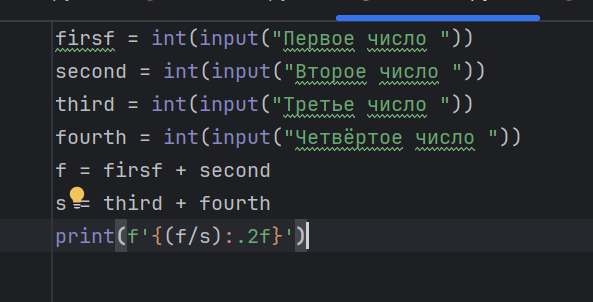 firsf = int(input("Первое число "))
second = int(input("Второе число "))
third = int(input("Третье число "))
fourth = int(input("Четвёртое число "))
f = firsf + second
s = third + fourth
print(f'{(f/s):.2f}')